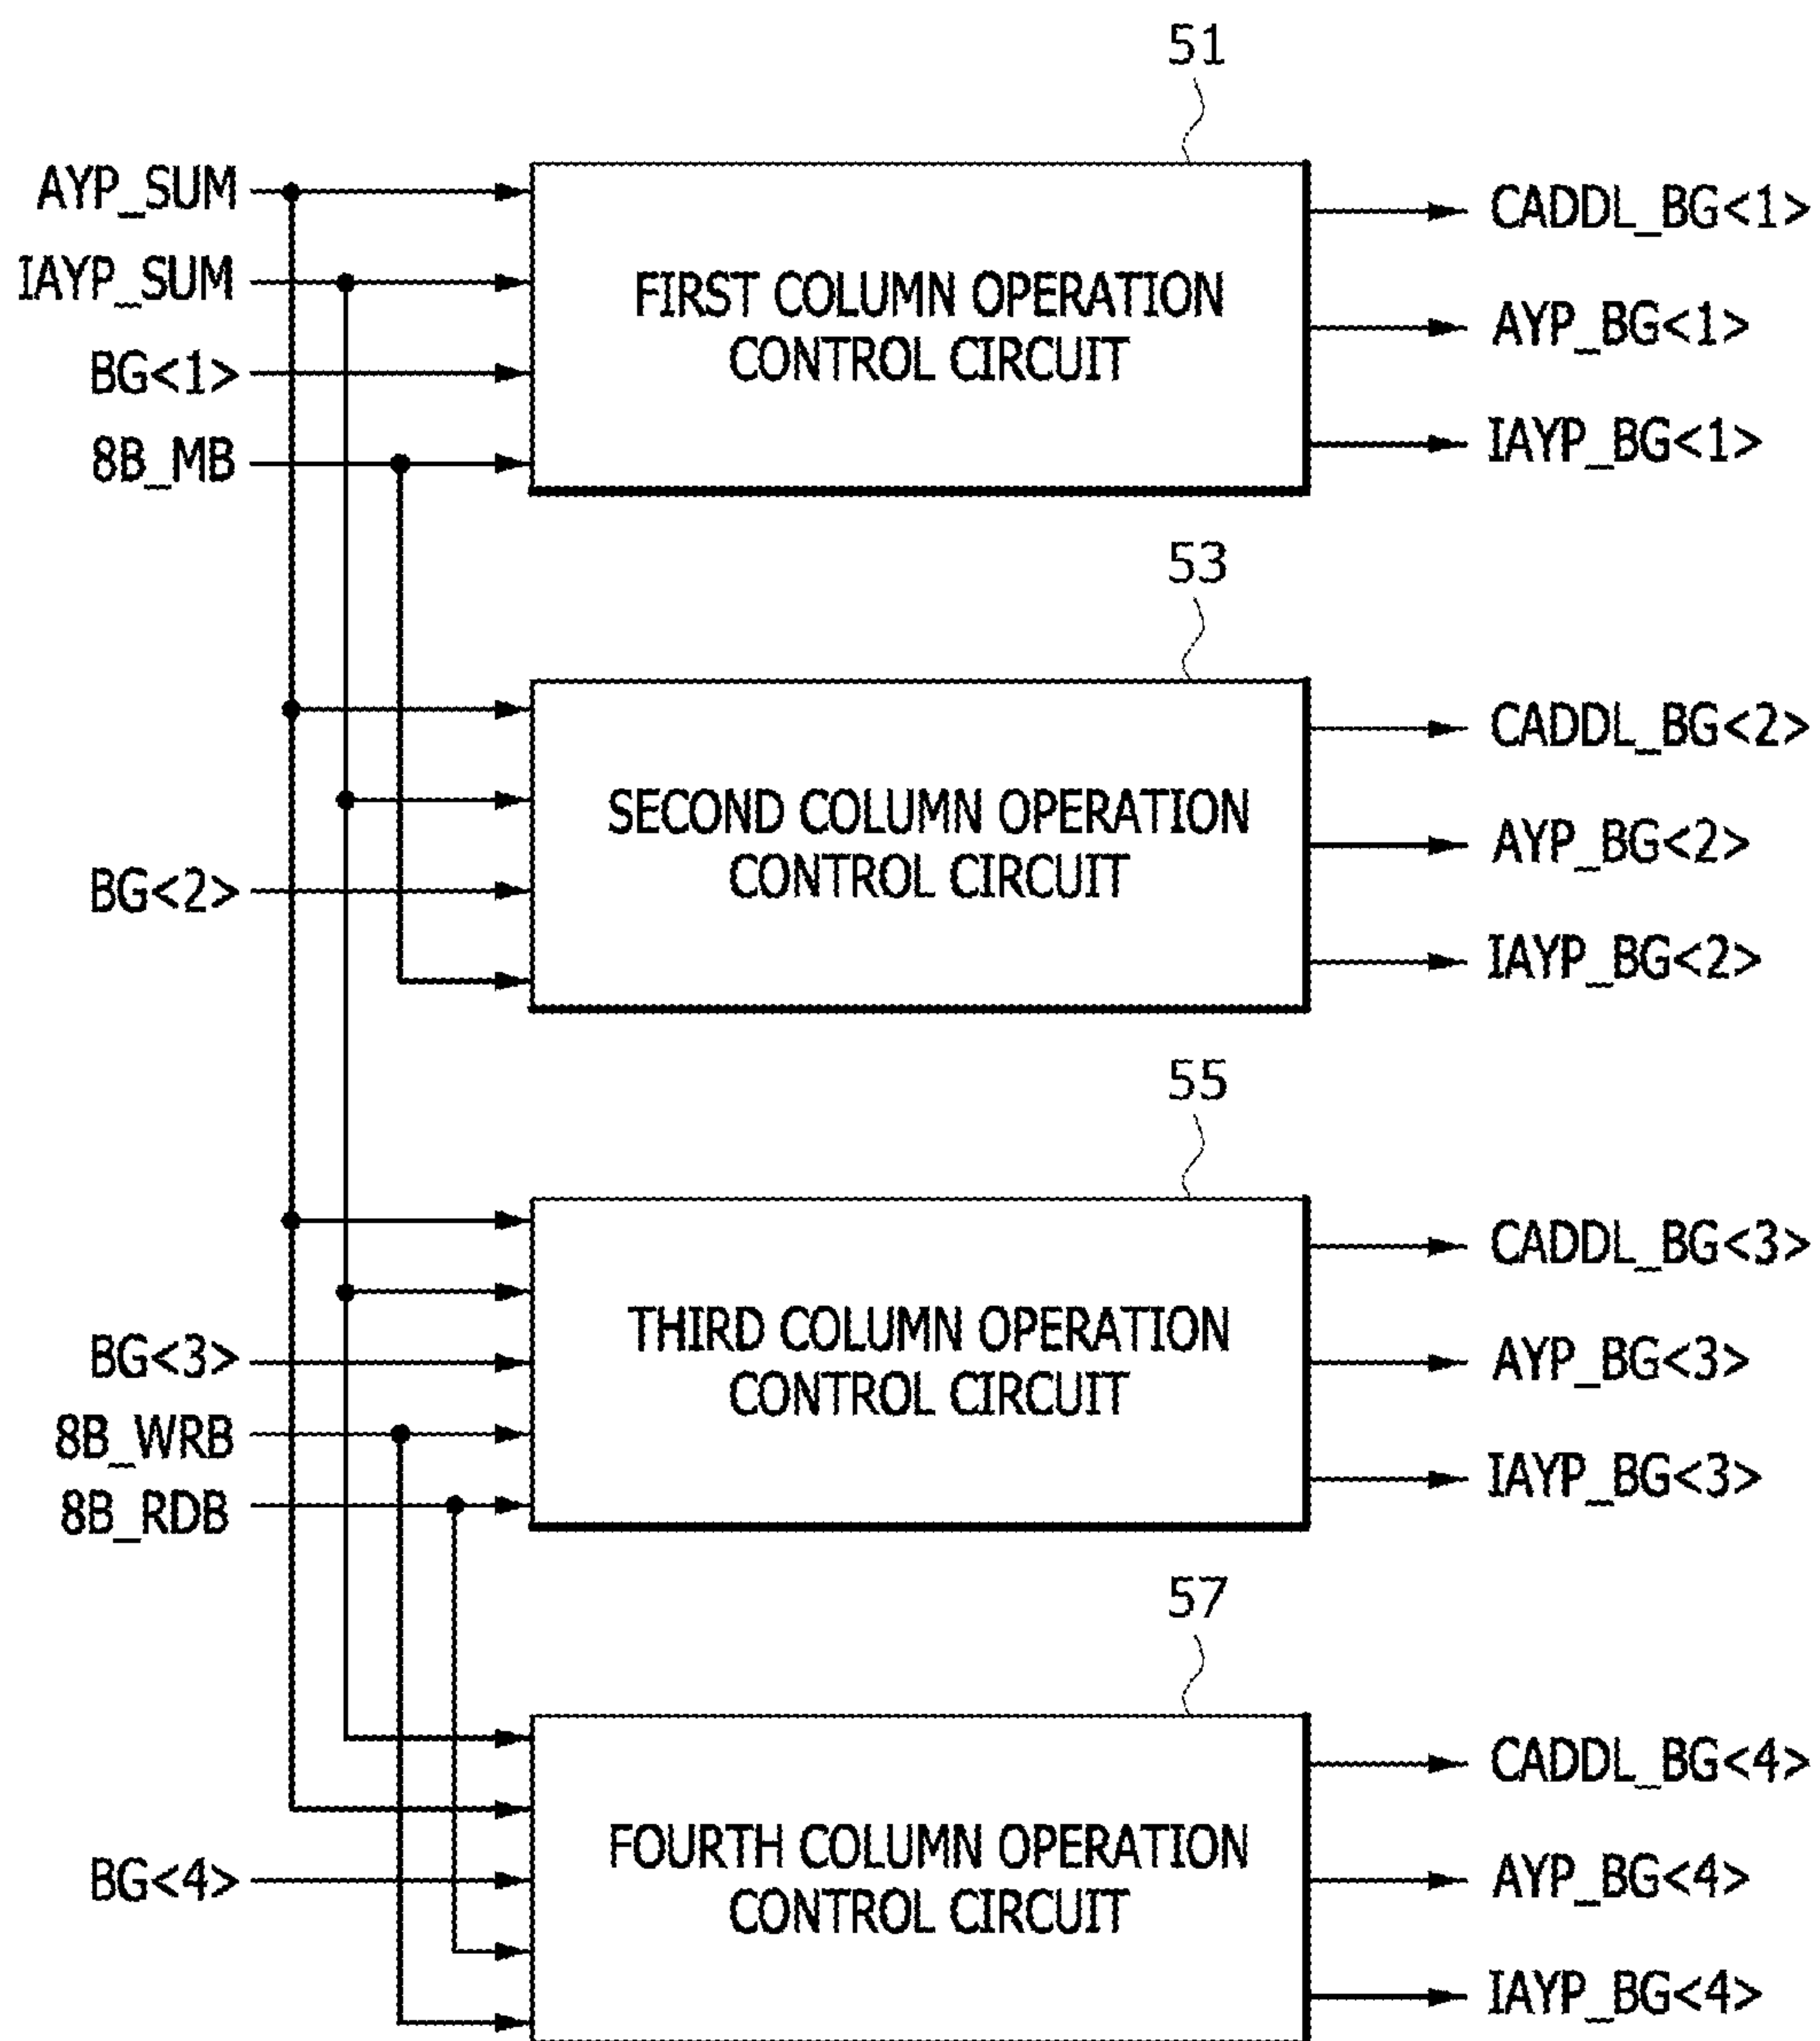 51
AYP_SUM
IAYP_SUM
BG<1>
8B_MB
FIRST COLUMN OPERATION
CONTROL CIRCUIT
CADDL_BG<1>
AYP_BG<1>
IAYP_BG<1>
53
BG<2>
SECOND COLUMN OPERATION
CONTROL CIRCUIT
CADDL_BG<2>
AYP_BG<2>
IAYP_BG<2>
55
BG<3>
8B_WRB
8B_RDB
THIRD COLUMN OPERATION
CONTROL CIRCUIT
CADDL_BG<3>
AYP_BG<3>
IAYP_BG<3>
57
BG<4>
FOURTH COLUMN OPERATION
CONTROL CIRCUIT
CADDL_BG<4>
AYP_BG<4>
IAYP_BG<4>